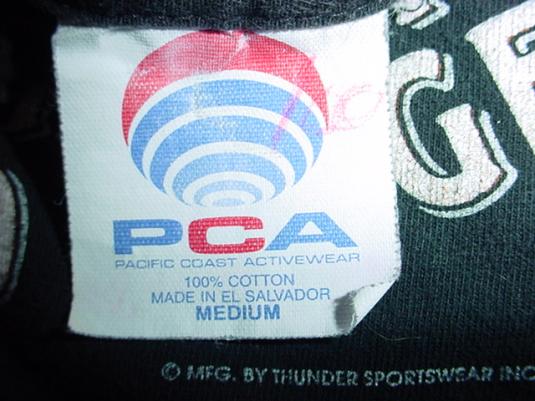 PCA
PACIFIC COAST ACTIVEWEAR
100% COTTON
MADE IN EL SALVADOR
MEDIUM
© MFG. BY THUNDER SPORTSWEAR INC